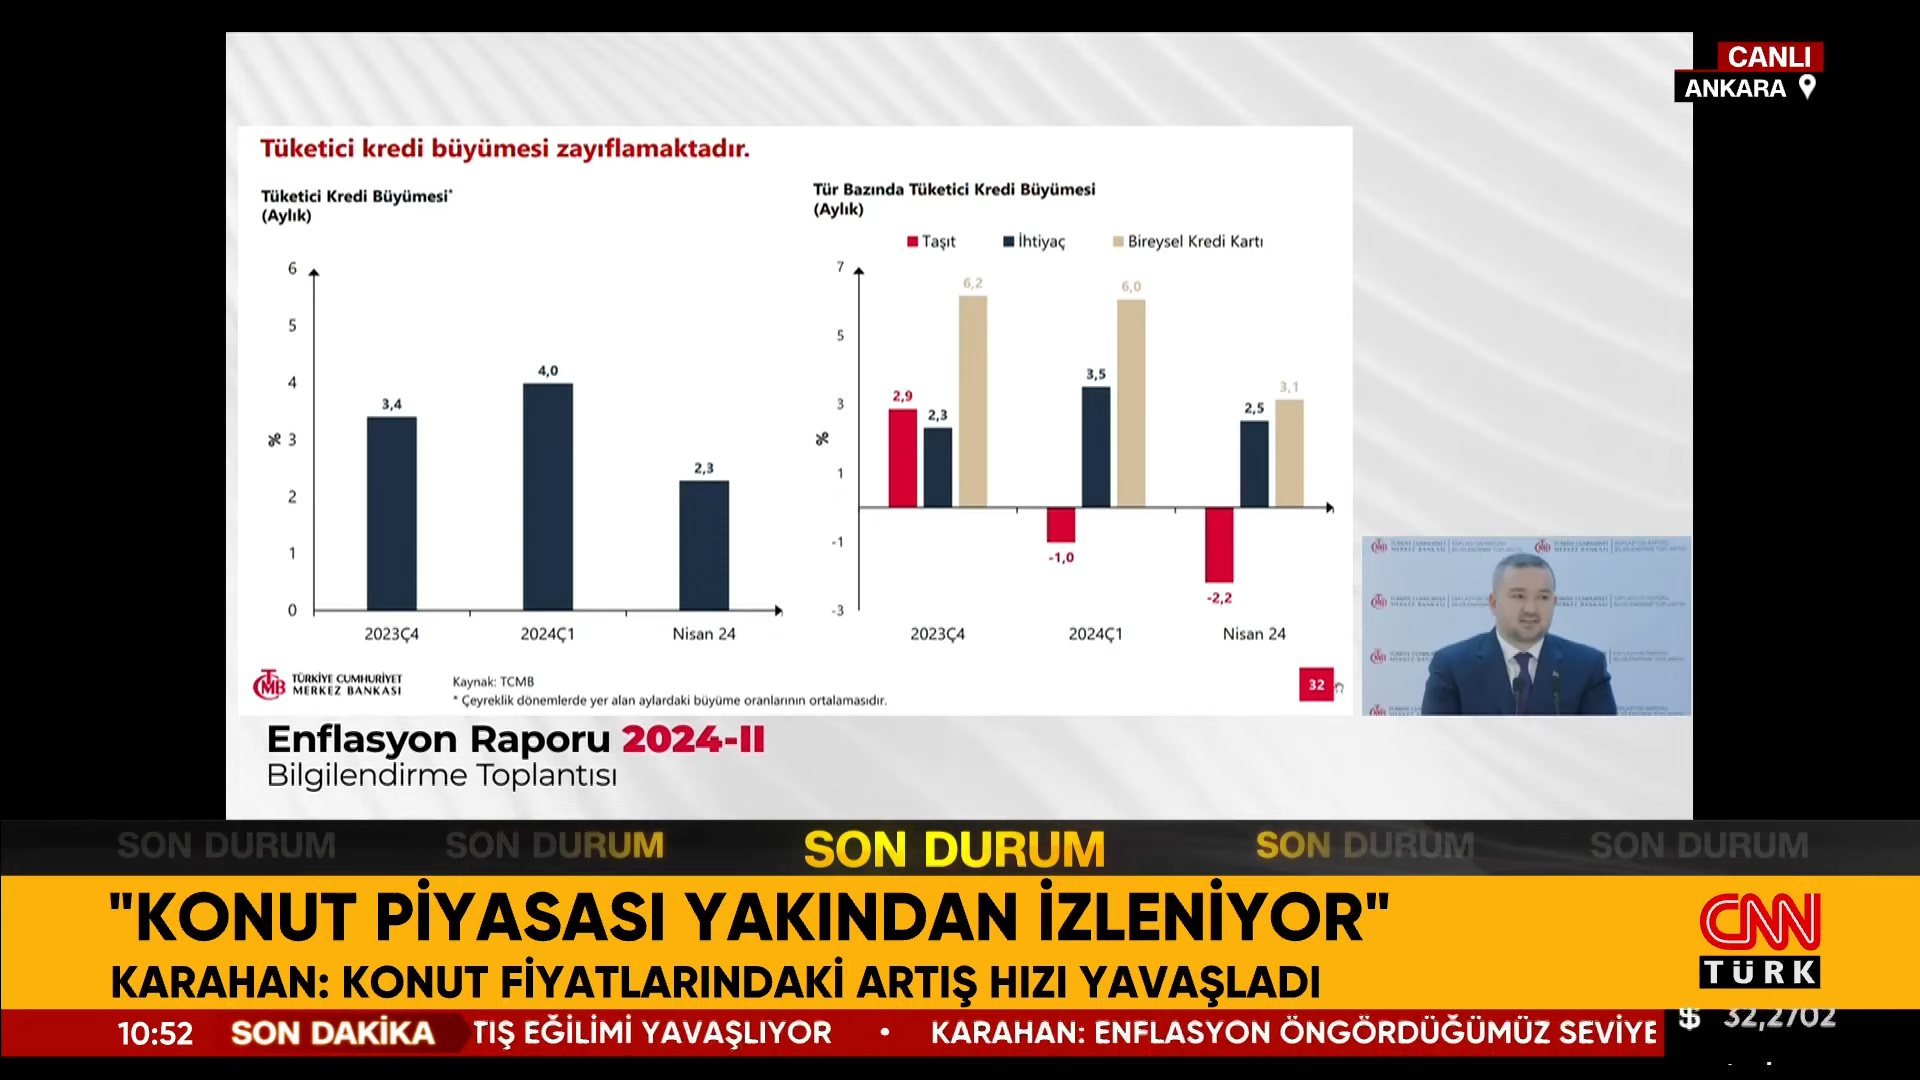 CANLI
ANKARA
Tüketici kredi büyümesi zayıflamaktadır.
Tüketici Kredi Büyümesi*
(Aylık)
6
5
4
% 3
2
1
0
3,4
4,0
2,3
2023Ç4
2024Ç1
Nisan 24
Tür Bazında Tüketici Kredi Büyümesi
(Aylık)
Taşıt
İhtiyaç
Bireysel Kredi Kartı
7
5
3
%
1
-1
-3
2,9
2,3
6,2
-1,0
3,5
6,0
-2,2
2,5
3,1
2023Ç4
2024Ç1
Nisan 24
TCMB
TÜRKİYE CUMHURİYET
MERKEZ BANKASI
Kaynak: TCMB
* Çeyreklik dönemlerde yer alan aylardaki büyüme oranlarının ortalamasıdır.
32
Enflasyon Raporu 2024-II
Bilgilendirme Toplantısı
SON DURUM SON DURUM SON DURUM SON DURUM SON DURUM
"KONUT PİYASASI YAKINDAN İZLENİYOR"
KARAHAN: KONUT FİYATLARINDAKİ ARTIŞ HIZI YAVAŞLADI
CNN
TÜRK
10:52 SON DAKİKA TIŞ EĞİLİMİ YAVAŞLIYOR • KARAHAN: ENFLASYON ÖNGÖRDÜĞÜMÜZ SEVİYE
$ 32,2702